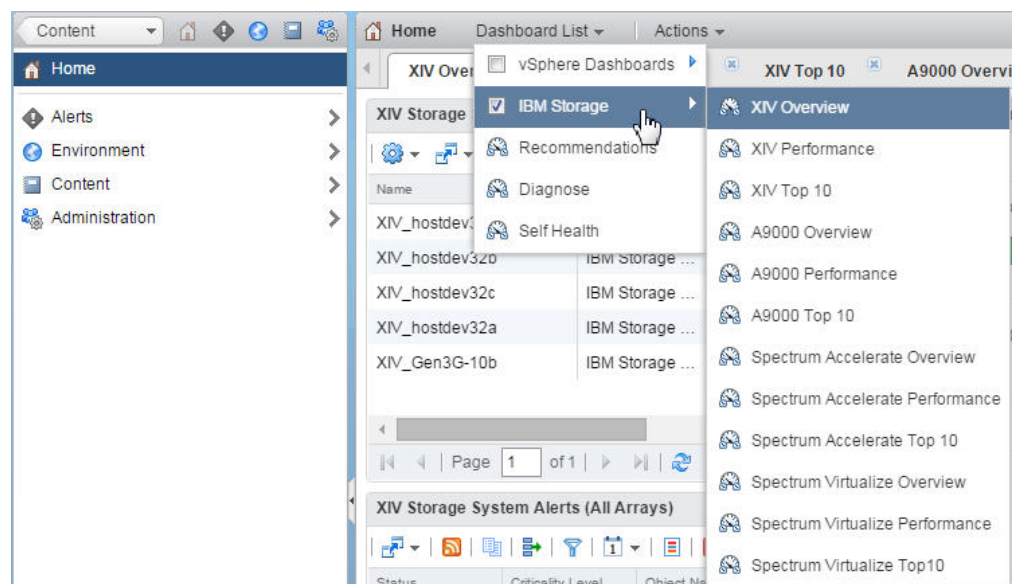 Content
Home
Alerts
Environment
Content
Administration
Home Dashboard List Actions
XIV Over XIV Top 10 A9000 Overvi
vSphere Dashboards
IBM Storage
Recommendations
Diagnose
Self Health
XIV Overview
XIV Performance
XIV Top 10
A9000 Overview
A9000 Performance
A9000 Top 10
Spectrum Accelerate Overview
Spectrum Accelerate Performance
Spectrum Accelerate Top 10
Spectrum Virtualize Overview
Spectrum Virtualize Performance
Spectrum Virtualize Top10
XIV Storage
Name
XIV_hostdev3
XIV_hostdev32b IBM Storage ...
XIV_hostdev32c IBM Storage ...
XIV_hostdev32a IBM Storage ...
XIV_Gen3G-10b IBM Storage ...
Page 1 of 1
XIV Storage System Alerts (All Arrays)
1
Status Criticality Level Object Na